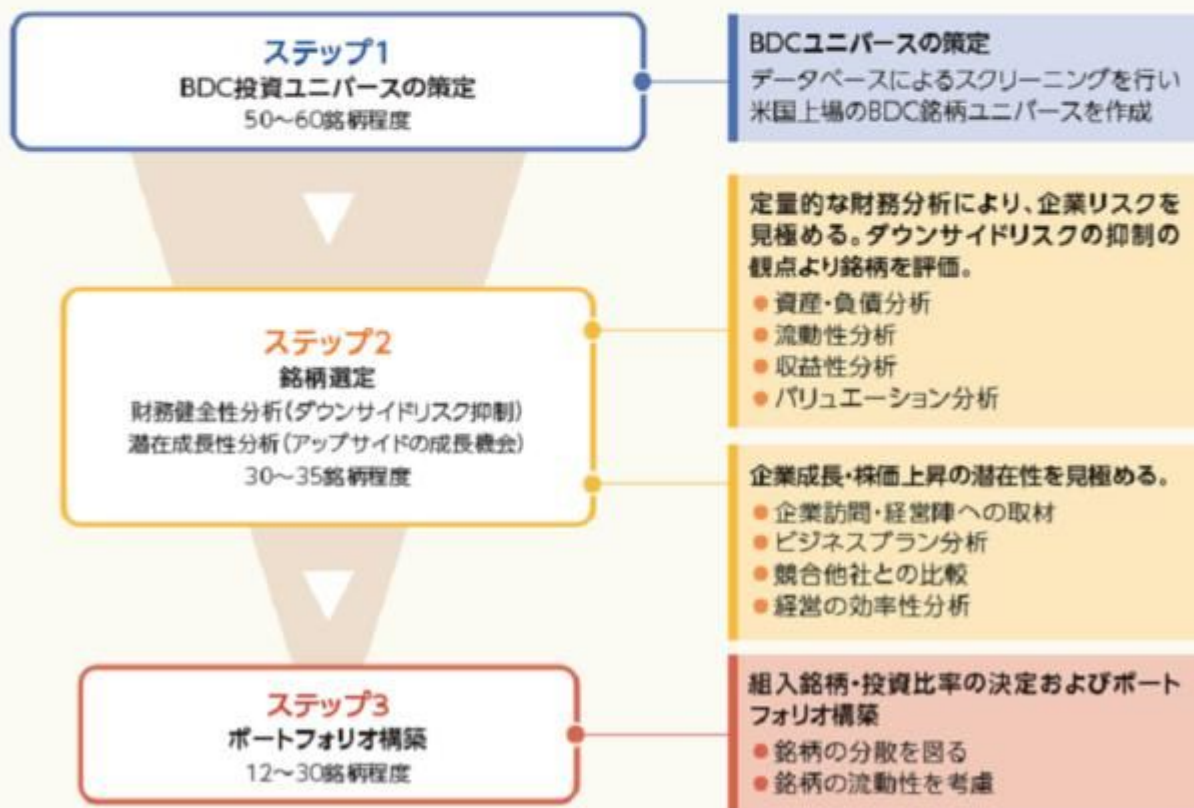 ステップ1
BDC投資ユニバースの策定
50〜60銘柄程度
BDCユニバースの策定
データベースによるスクリーニングを行い
米国上場のBDC銘柄ユニバースを作成
ステップ2
銘柄選定
財務健全性分析(ダウンサイドリスク抑制)
潜在成長性分析(アップサイドの成長機会)
30〜35銘柄程度
定量的な財務分析により、企業リスクを
見極める。ダウンサイドリスクの抑制の
観点より銘柄を評価。
●資産・負債分析
●流動性分析
●収益性分析
●バリュエーション分析
企業成長・株価上昇の潜在性を見極める。
●企業訪問・経営陣への取材
●ビジネスプラン分析
●競合他社との比較
●経営の効率性分析
ステップ3
ポートフォリオ構築
12〜30銘柄程度
組入銘柄・投資比率の決定およびポート
フォリオ構築
●銘柄の分散を図る
●銘柄の流動性を考慮